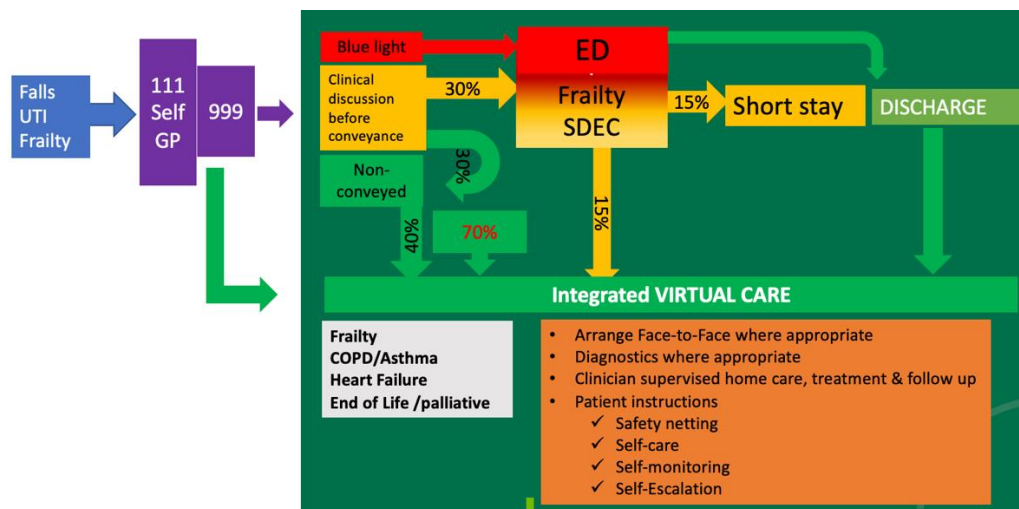 Falls
UTI
Frailty
111
Self
GP
999
Blue light
Clinical
discussion
before
conveyance
Non-
conveyed
30%
30%
40%
70%
ED
.
Frailty
SDEC
15%
15%
Short stay
DISCHARGE
Integrated VIRTUAL CARE
Frailty
COPD/Asthma
Heart Failure
End of Life /palliative
• Arrange Face-to-Face where appropriate
• Diagnostics where appropriate
• Clinician supervised home care, treatment & follow up
• Patient instructions
✓ Safety netting
✓ Self-care
✓ Self-monitoring
✓ Self-Escalation